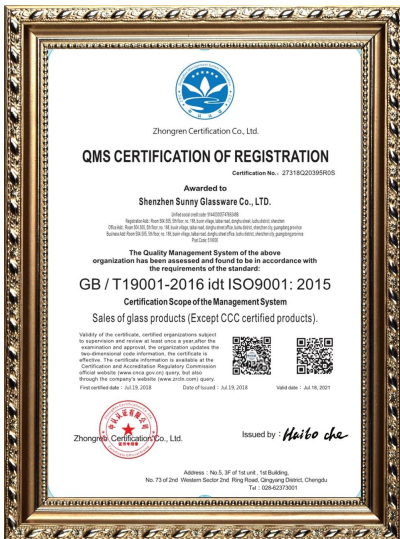 Zhongren Certification Co., Ltd.
QMS CERTIFICATION OF REGISTRATION
Certification No.: 27318Q20395R0S
Awarded to
Shenzhen Sunny Glassware Co., LTD.
The Quality Management System of the above
organization has been assessed and found to be in accordance with
the requirements of the standard:
GB / T19001-2016 idt ISO9001: 2015
Certification Scope of the Management System
Sales of glass products (Except CCC certified products).
Validity of the certificate, certified organizations subject
to supervision and review at least once a year,after the
examination and approval, the organization updates the
two-dimensional code information, the certificate is
effective. The certificate information is available at the
Certification and Accreditation Regulatory Commission
official website (www.cnca.gov.cn) query, but also
through the company's website (www.zrcln.com) query.
First certified date : Jul.19, 2018 Date of Issued : Jul.19, 2018 Valid date : Jul 18, 2021
Zhongren Certification Co., Ltd.
Issued by : Haibo che
Address : No.5, 3F of 1st unit , 1st Building,
No. 73 of 2nd Western Sector 2nd Ring Road, Qingyang District, Chengdu
Tel : 028-62373001